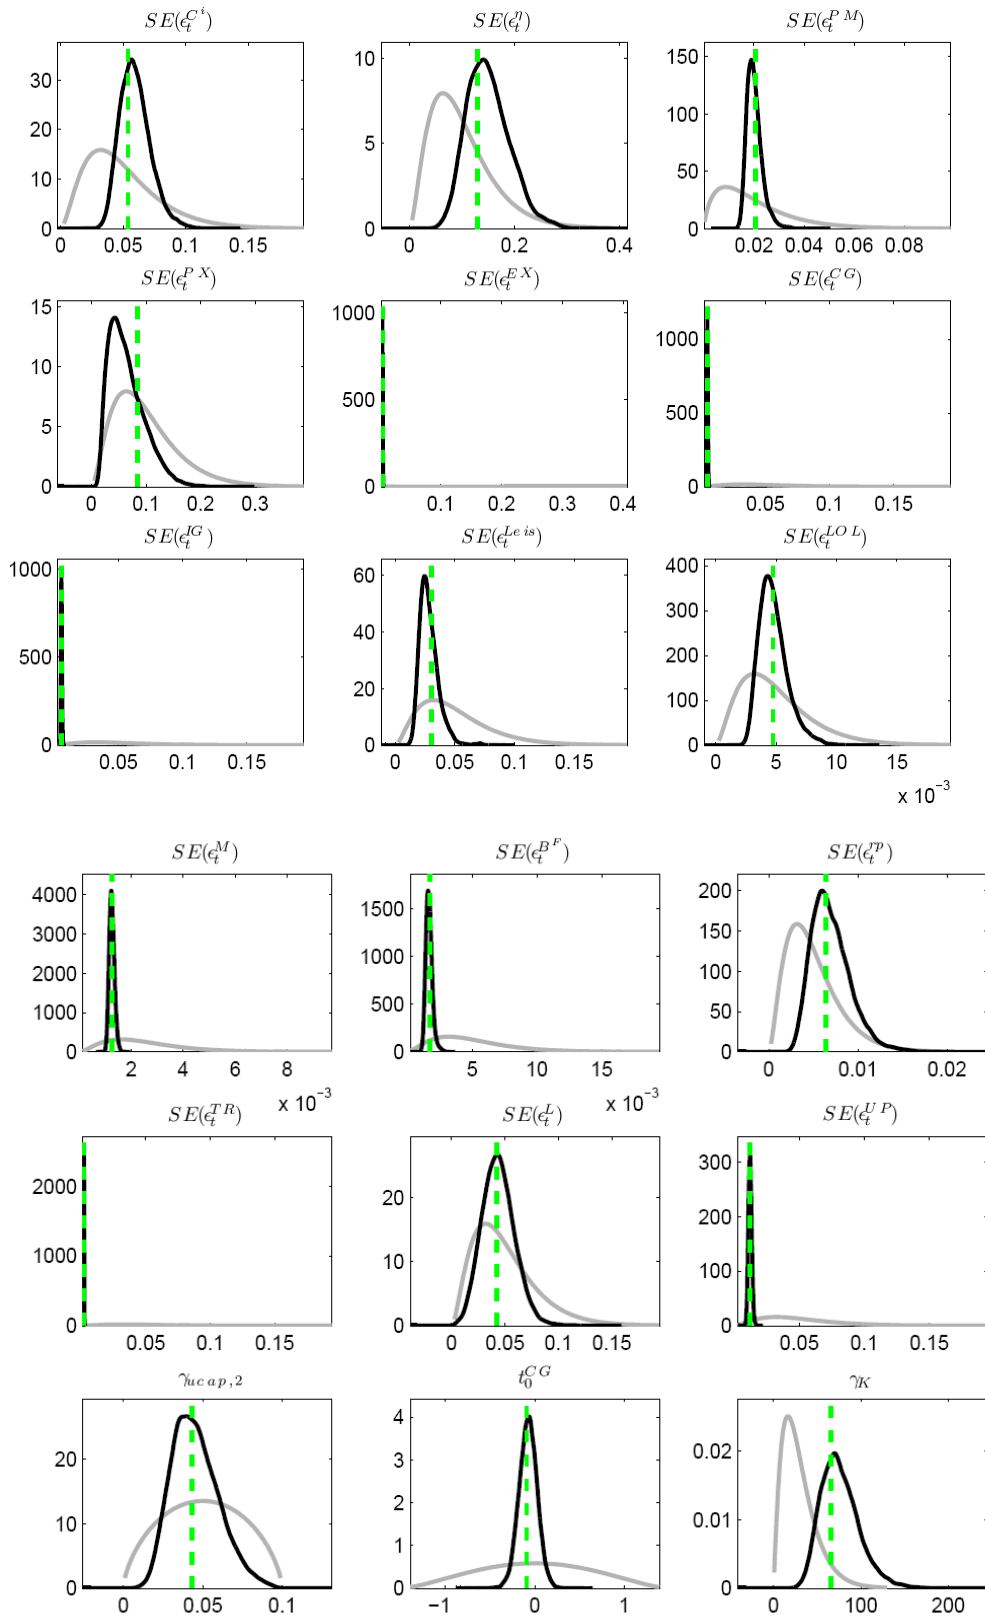 SE(ϵ_t^{Ci}) SE(ϵ_t^{η}) SE(ϵ_t^{PM})
30 20 10 0
0 0.05 0.1 0.15
10 5 0
0 0.2 0.4
150 100 50 0
0.02 0.04 0.06 0.08
SE(ϵ_t^{PX}) SE(ϵ_t^{EX}) SE(ϵ_t^{CG})
15 10 5 0
0 0.1 0.2 0.3
1000 500 0
0.1 0.2 0.3 0.4
1000 500 0
0.05 0.1 0.15
SE(ϵ_t^{IG}) SE(ϵ_t^{Leis}) SE(ϵ_t^{LOL})
1000 500 0
0.05 0.1 0.15
60 40 20 0
0 0.05 0.1 0.15
400 300 200 100 0
0 5 10 15
x 10^{-3}
SE(ϵ_t^{M}) SE(ϵ_t^{BF}) SE(ϵ_t^{rp})
4000 3000 2000 1000 0
2 4 6 8
x 10^{-3}
1500 1000 500 0
5 10 15
x 10^{-3}
200 150 100 50 0
0 0.01 0.02
SE(ϵ_t^{TR}) SE(ϵ_t^{L}) SE(ϵ_t^{UP})
2000 1000 0
0.05 0.1 0.15
20 10 0
0 0.05 0.1 0.15
300 200 100 0
0.05 0.1 0.15
γ_{ucap,2} t_0^{CG} γ_K
20 10 0
0 0.05 0.1
4 3 2 1 0
−1 0 1
0.02 0.01 0
0 100 200